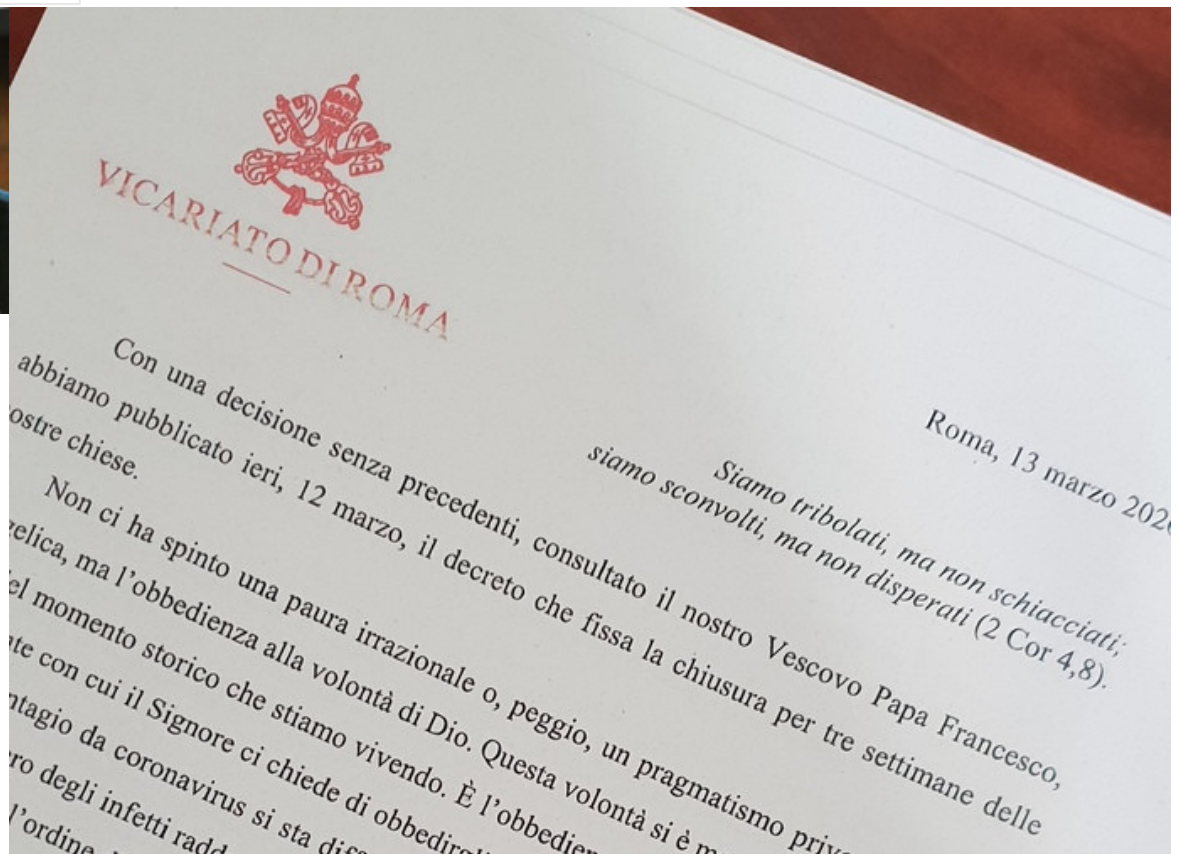 VICARIATO DI ROMA
Roma, 13 marzo
Siamo tribolati, ma non schiacciati;
siamo sconvolti, ma non disperati (2 Cor 4,8).
Con una decisione senza precedenti, consultato il nostro Vescovo Papa Francesco,
abbiamo pubblicato ieri, 12 marzo, il decreto che fissa la chiusura per tre settimane delle
ostre chiese.
Non ci ha spinto una paura irrazionale o, peggio, un pragmatismo
elica, ma l'obbedienza alla volontà di Dio. Questa volontà si è
el momento storico che stiamo vivendo. È
te con cui il Signore ci chiede di
ntagio da coronavirus si sta
ro degli infetti
l'ordine